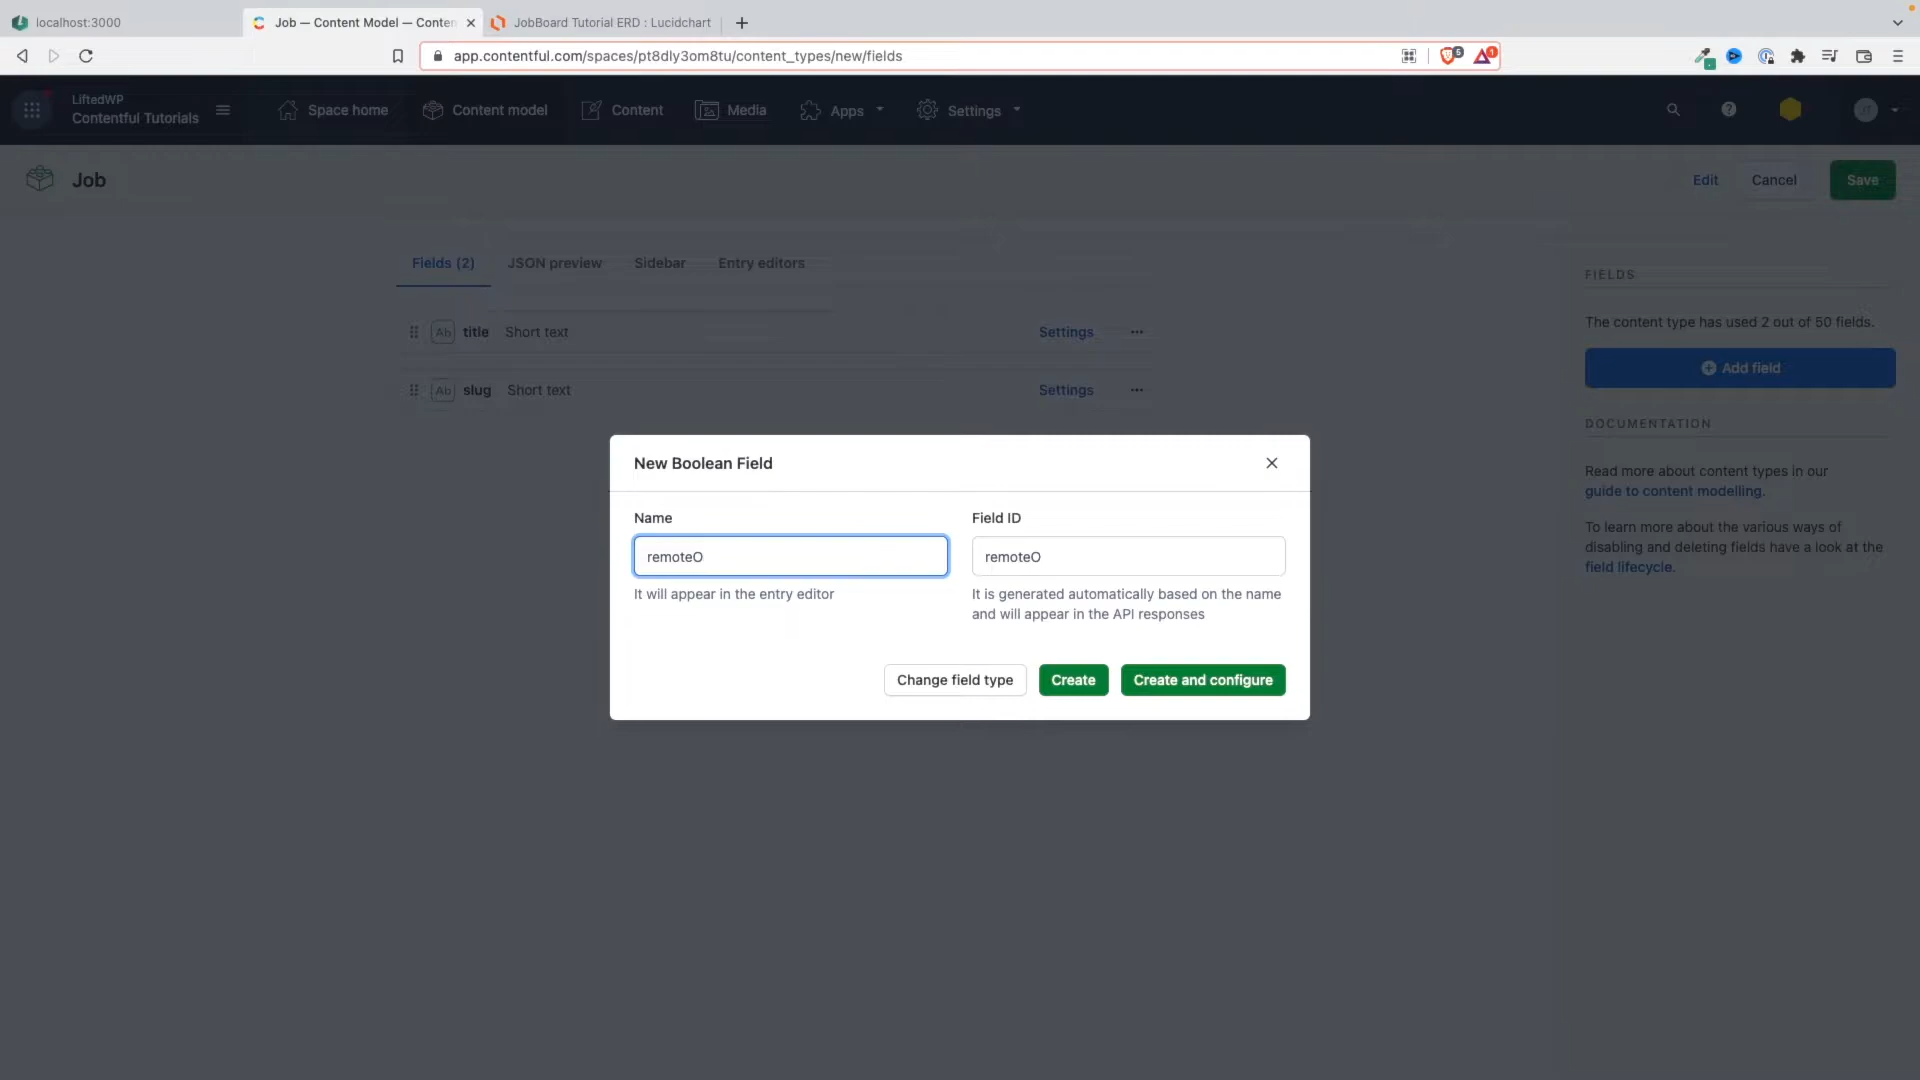 localhost:3000
Job — Content Model — Conten
JobBoard Tutorial ERD : Lucidchart
app.contentful.com/spaces/pt8dly3om8tu/content_types/new/fields
5
1
LiftedWP
Contentful Tutorials
Space home
Content model
Content
Media
Apps
Settings
Job
Edit
Cancel
Save
Fields (2)
JSON preview
Sidebar
Entry editors
FIELDS
The content type has used 2 out of 50 fields.
Add field
Ab title Short text
Settings
Ab slug Short text
Settings
DOCUMENTATION
Read more about content types in our
guide to content modelling.
To learn more about the various ways of
disabling and deleting fields have a look at the
field lifecycle.
New Boolean Field
Name
Field ID
remoteO
remoteO
It will appear in the entry editor
It is generated automatically based on the name
and will appear in the API responses
Change field type
Create
Create and configure